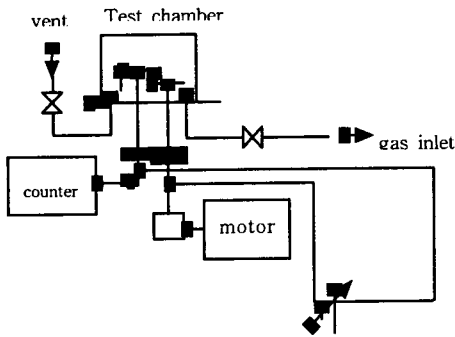 Test chamber
vent
gas inlet
counter
motor